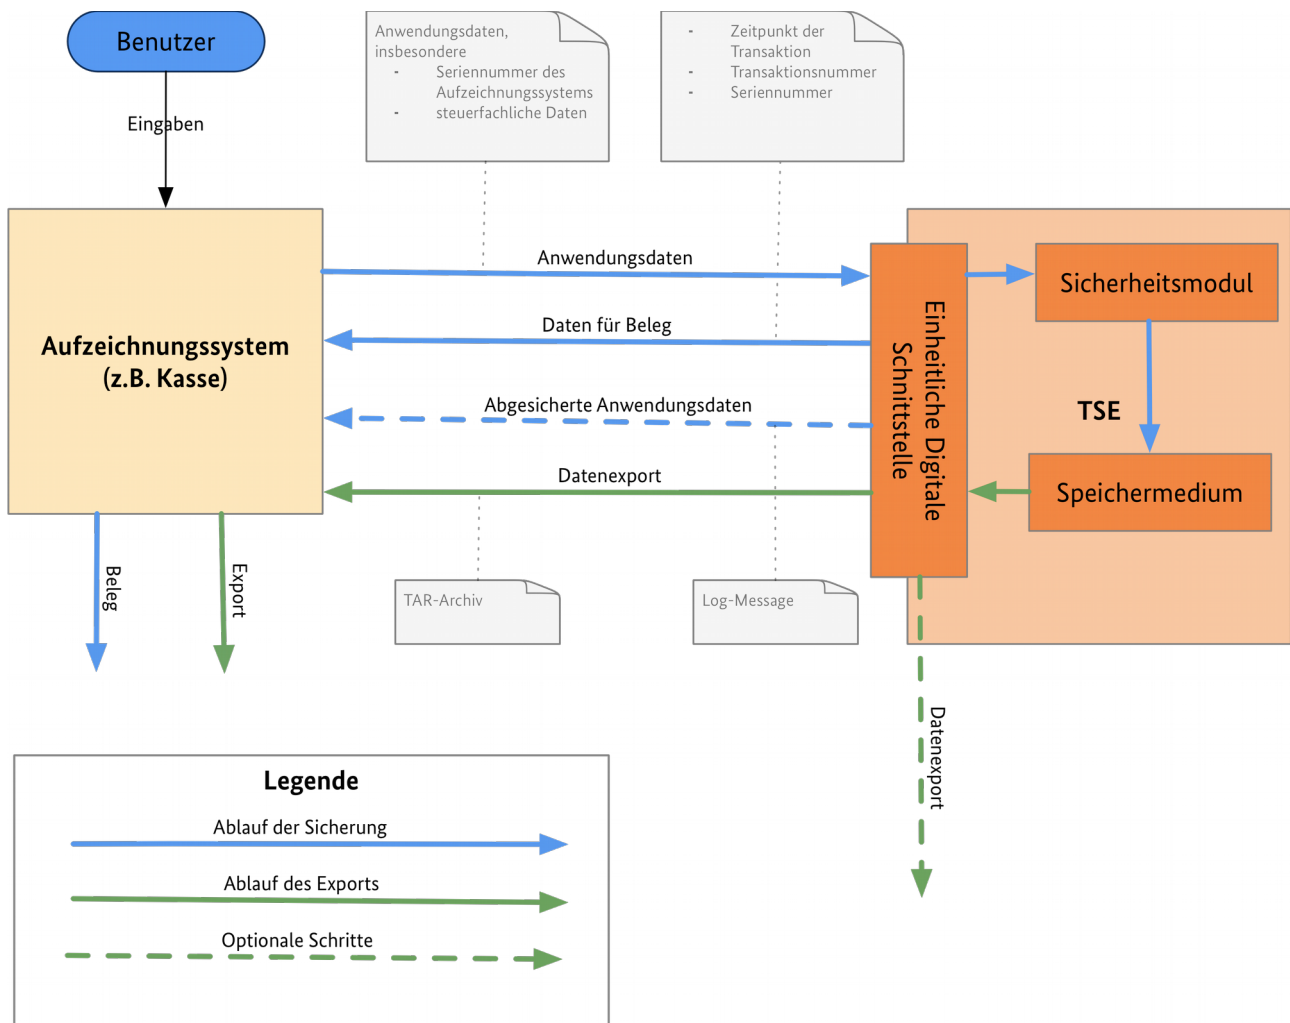 Benutzer
Eingaben
Anwendungsdaten,
insbesondere
- Seriennummer des
Aufzeichnungssystems
- steuerfachliche Daten
- Zeitpunkt der
Transaktion
- Transaktionsnummer
- Seriennummer
Aufzeichnungssystem
(z.B. Kasse)
Anwendungsdaten
Daten für Beleg
Abgesicherte Anwendungsdaten
Datenexport
Einheitliche Digitale
Schnittstelle
Sicherheitsmodul
TSE
Speichermedium
Beleg
Export
TAR-Archiv
Log-Message
Datenexport
Legende
Ablauf der Sicherung
Ablauf des Exports
Optionale Schritte